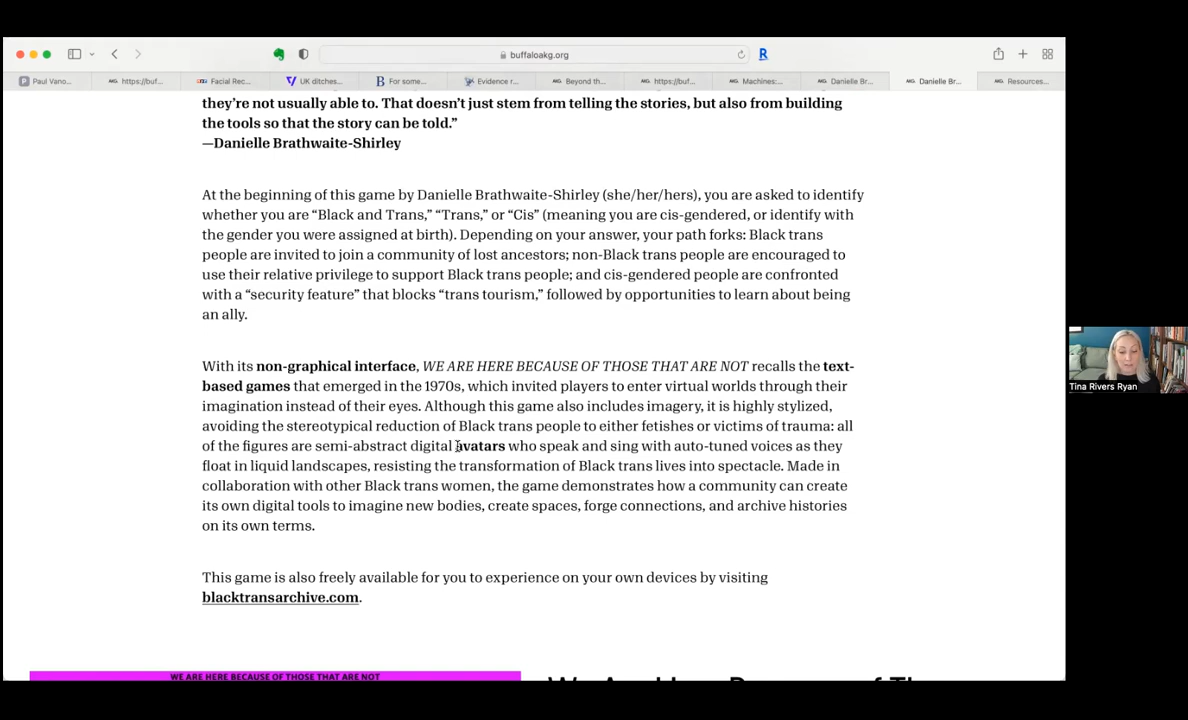 buffaloakg.org
R
Paul Vano...
https://buf...
Facial Rec...
UK ditches...
For some...
Evidence r...
Beyond th...
https://buf...
Machines:...
Danielle Br...
Danielle Br...
Resources...
they’re not usually able to. That doesn’t just stem from telling the stories, but also from building
the tools so that the story can be told.”
—Danielle Brathwaite-Shirley
At the beginning of this game by Danielle Brathwaite-Shirley (she/her/hers), you are asked to identify
whether you are “Black and Trans,” “Trans,” or “Cis” (meaning you are cis-gendered, or identify with
the gender you were assigned at birth). Depending on your answer, your path forks: Black trans
people are invited to join a community of lost ancestors; non-Black trans people are encouraged to
use their relative privilege to support Black trans people; and cis-gendered people are confronted
with a “security feature” that blocks “trans tourism,” followed by opportunities to learn about being
an ally.
With its non-graphical interface, WE ARE HERE BECAUSE OF THOSE THAT ARE NOT recalls the text-
based games that emerged in the 1970s, which invited players to enter virtual worlds through their
imagination instead of their eyes. Although this game also includes imagery, it is highly stylized,
avoiding the stereotypical reduction of Black trans people to either fetishes or victims of trauma: all
of the figures are semi-abstract digital avatars who speak and sing with auto-tuned voices as they
float in liquid landscapes, resisting the transformation of Black trans lives into spectacle. Made in
collaboration with other Black trans women, the game demonstrates how a community can create
its own digital tools to imagine new bodies, create spaces, forge connections, and archive histories
on its own terms.
This game is also freely available for you to experience on your own devices by visiting
blacktransarchive.com.
WE ARE HERE BECAUSE OF THOSE THAT ARE NOT
Tina Rivers Ryan